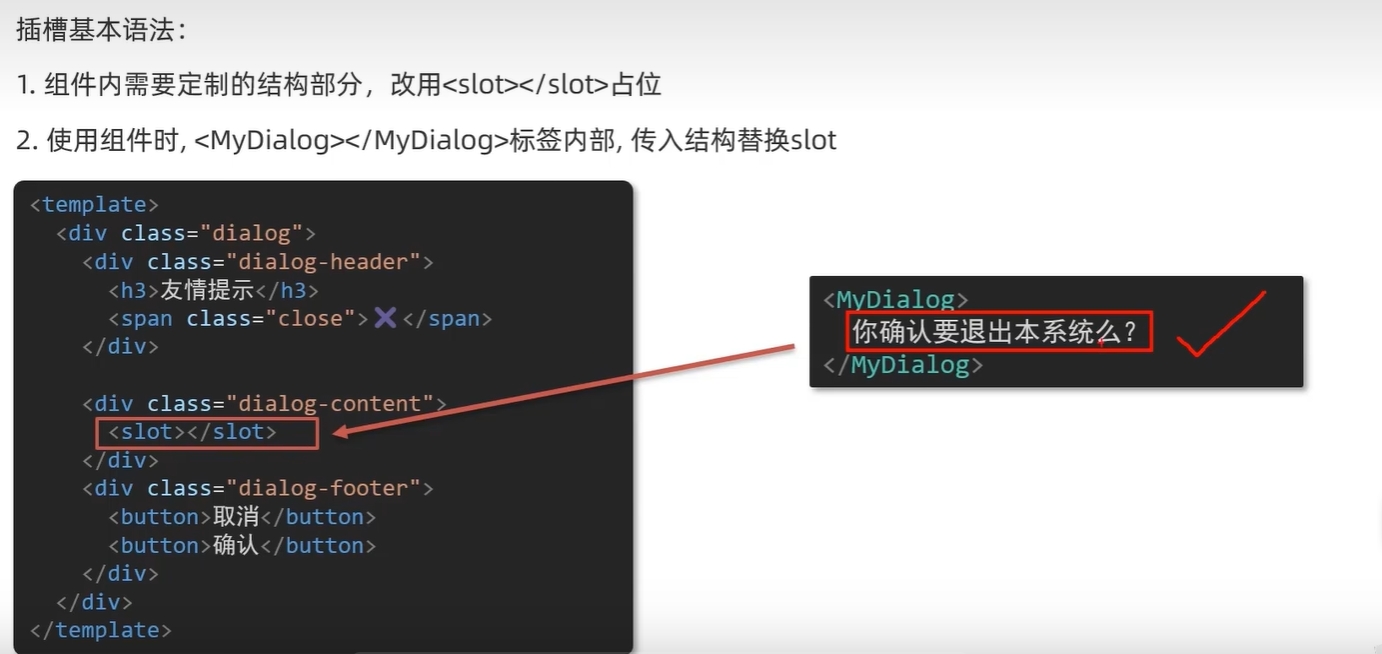 插槽基本语法：
1. 组件内需要定制的结构部分，改用<slot></slot>占位
2. 使用组件时, <MyDialog></MyDialog>标签内部, 传入结构替换slot
<template>
<div class="dialog">
<div class="dialog-header">
<h3>友情提示</h3>
<span class="close">✖️</span>
</div>
<div class="dialog-content">
<slot></slot>
</div>
<div class="dialog-footer">
<button>取消</button>
<button>确认</button>
</div>
</div>
</template>
<MyDialog>
你确认要退出本系统么？
</MyDialog>